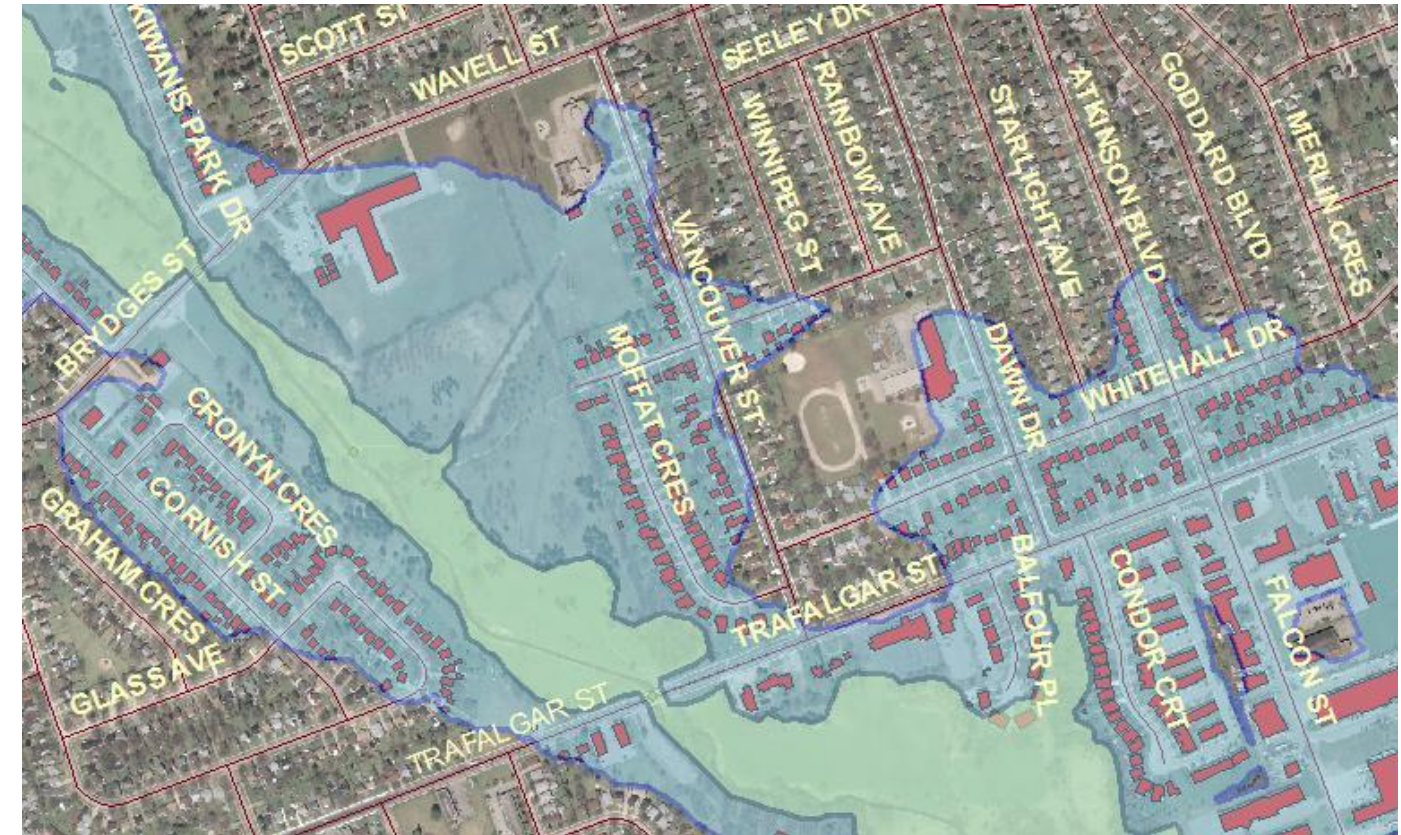 KIWANIS PARK DR
SCOTT ST
WAVELL ST
SEELEY DR
WINNIPBG ST
RAINBOW AVE
STARLIGHT AVE
ATKINSON BLVD
GODDARD BLVD
MERLIN CRES
VANCOUVER ST
BRYDGES ST
MOFFAT CRES
DAWN DR
WHITEHALL DR
CRONYN CRES
CORNISH ST
GRAHAM CRES
GLASS AVE
TRAFALGAR ST
TRAFALGAR ST
BALFOUR PL
CONDOR CRT
FALCON ST